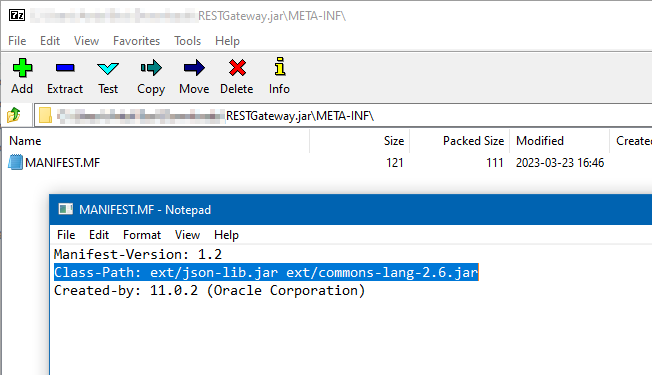 RESTGateway.jar\META-INF\
File Edit View Favorites Tools Help
Add Extract Test Copy Move Delete Info
RESTGateway.jar\META-INF\
Name Size Packed Size Modified Create
MANIFEST.MF 121 111 2023-03-23 16:46
MANIFEST.MF - Notepad
File Edit Format View Help
Manifest-Version: 1.2
Class-Path: ext/json-lib.jar ext/commons-lang-2.6.jar
Created-by: 11.0.2 (Oracle Corporation)